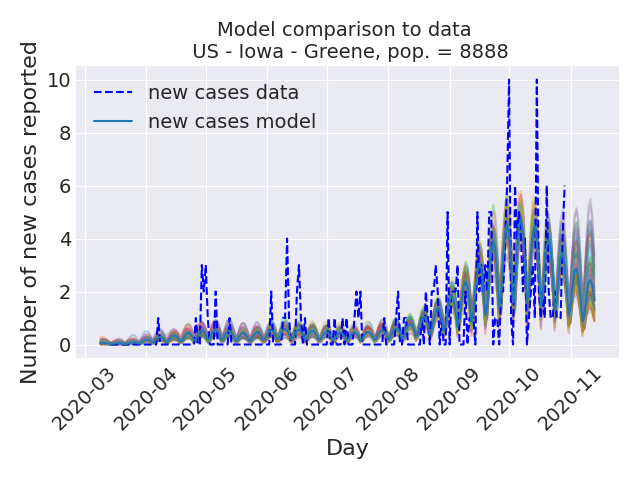 Model comparison to data
US - Iowa - Greene, pop. = 8888
Number of new cases reported
10
8
6
4
2
0
new cases data
new cases model
2020-03
2020-04
2020-05
2020-06
2020-07
2020-08
2020-09
2020-10
2020-11
Day